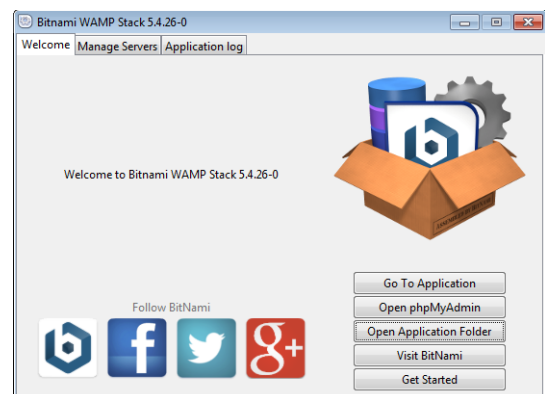 Bitnami WAMP Stack 5.4.26-0
Welcome Manage Servers Application log
Welcome to Bitnami WAMP Stack 5.4.26-0
Go To Application
Follow BitNami
Open phpMyAdmin
Open Application Folder
Visit BitNami
Get Started